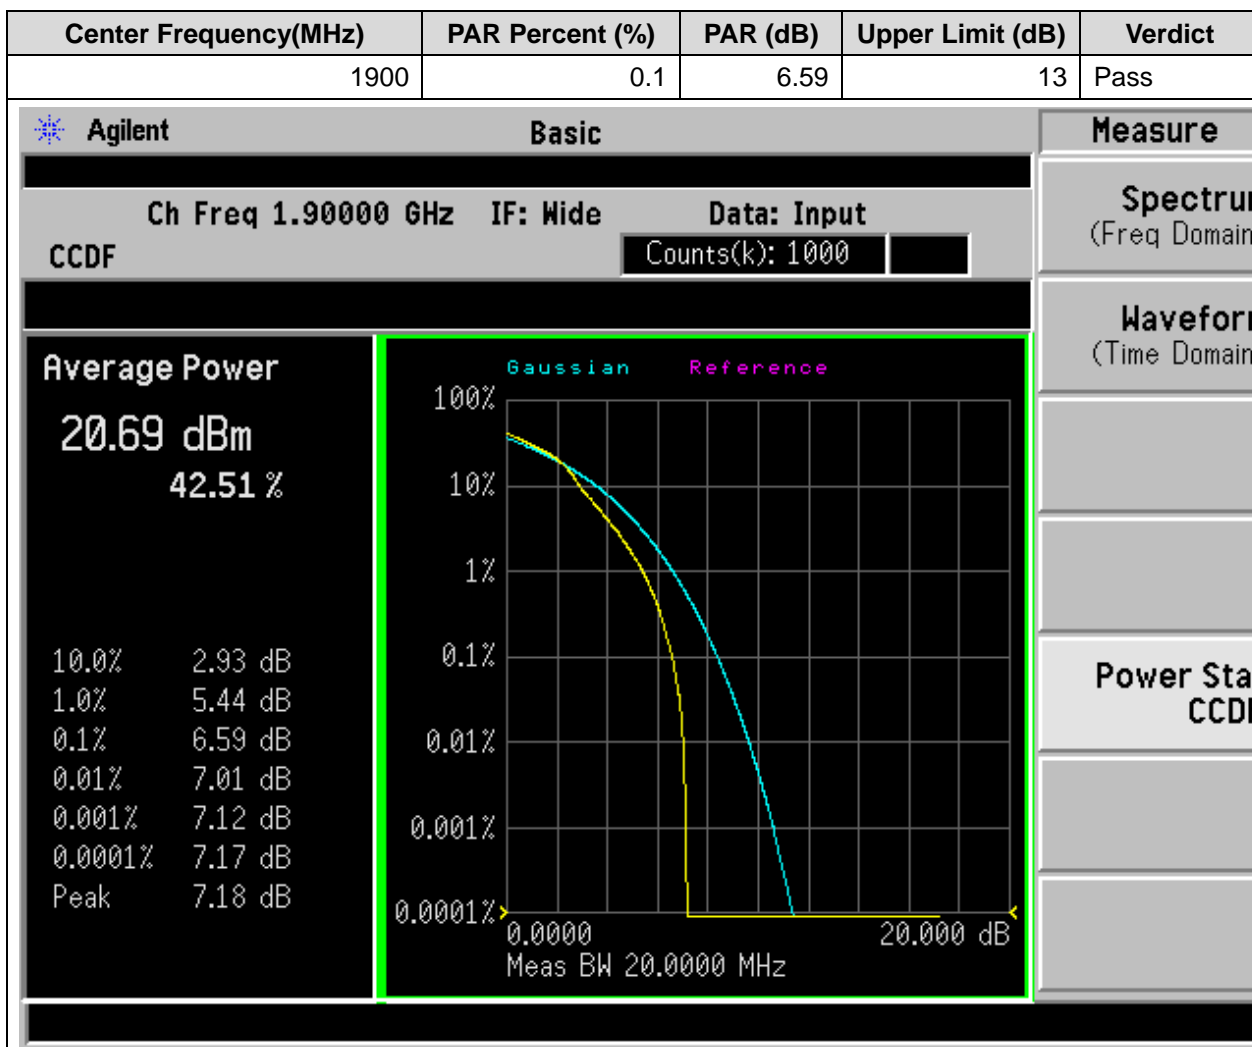 Center Frequency(MHz) PAR Percent (%) PAR (dB) Upper Limit (dB) Verdict
1900 0.1 6.59 13 Pass
Agilent Basic Measure
Ch Freq 1.90000 GHz IF: Wide Data: Input
CCDF Counts(k): 1000
(Freq Domain
(Time Domain
Average Power
20.69 dBm
42.51 %
10.0% 2.93 dB
1.0% 5.44 dB
0.1% 6.59 dB
0.01% 7.01 dB
0.001% 7.12 dB
0.0001% 7.17 dB
Peak 7.18 dB
Gaussian Reference
100%
10%
1%
0.1%
0.01%
0.001%
0.0001%
0.0000 20.000 dB
Meas BW 20.0000 MHz
Power